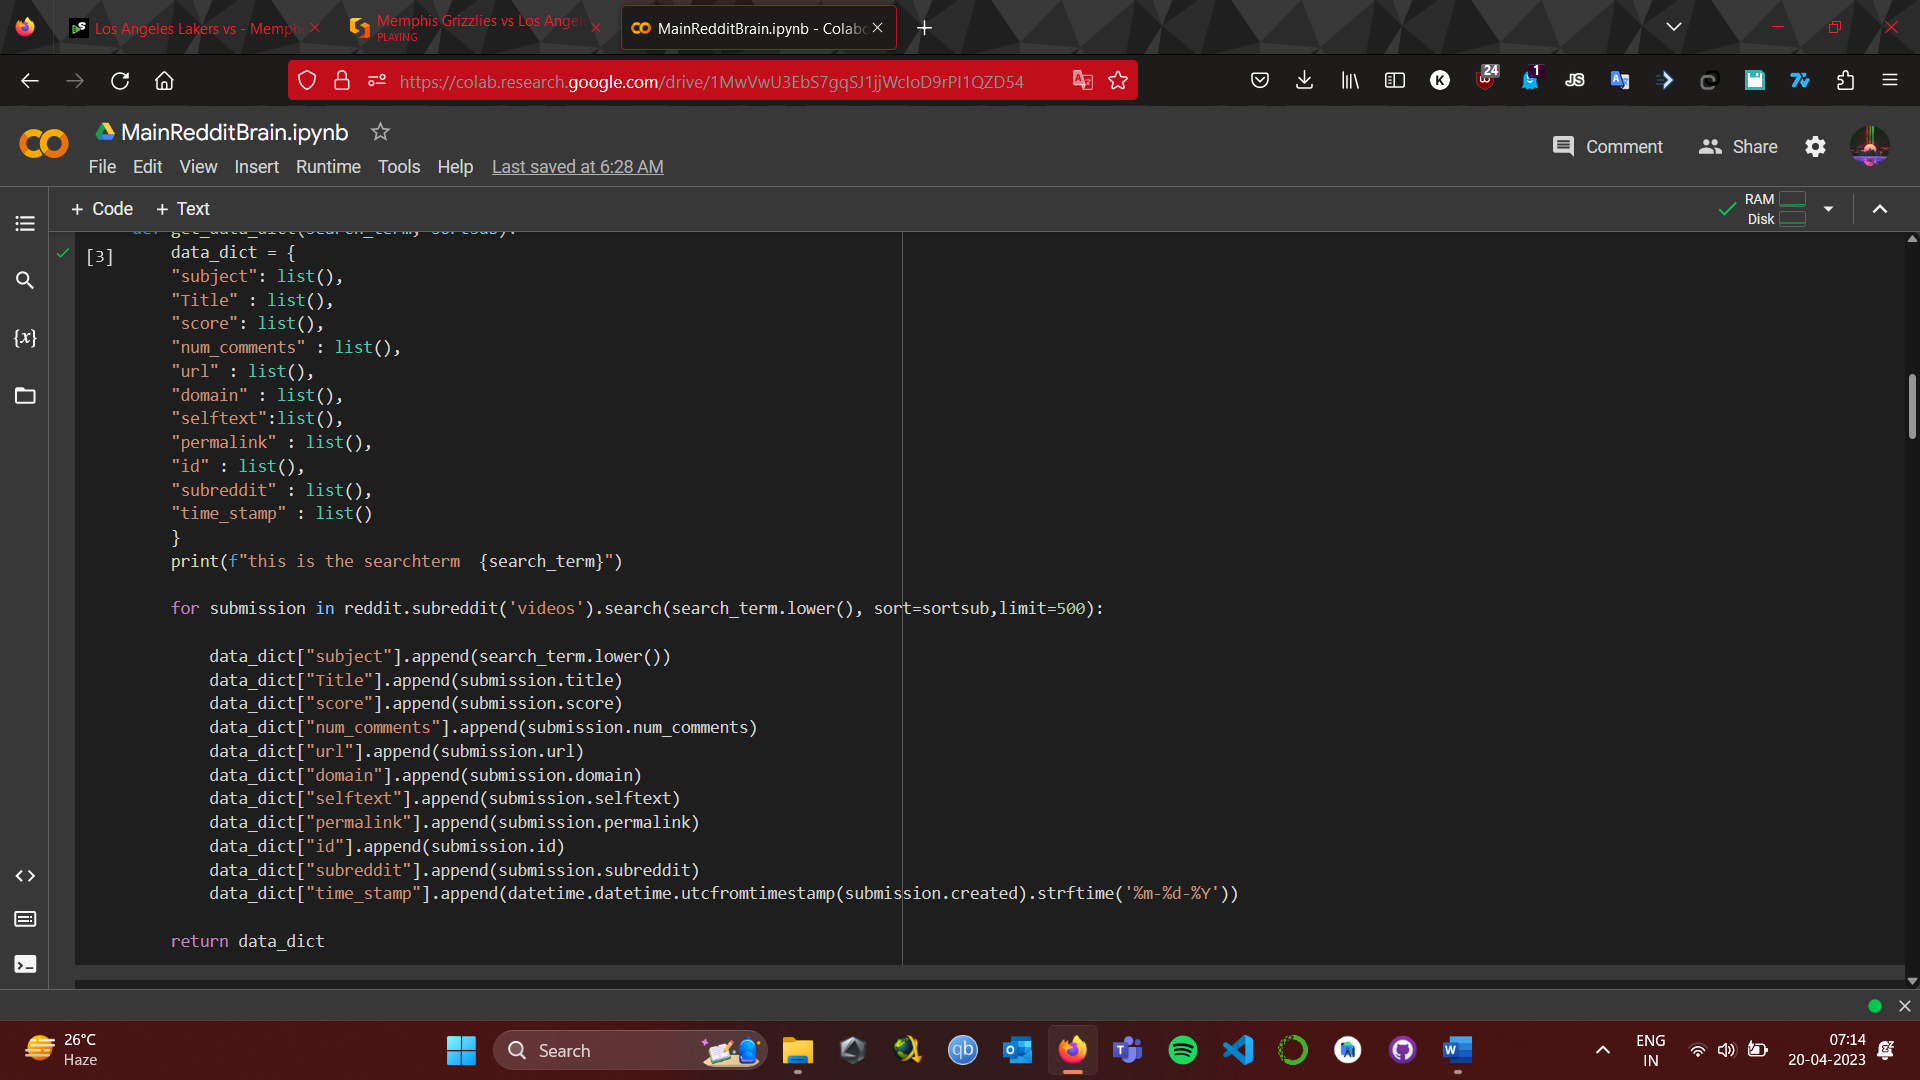 Los Angeles Lakers vs - Memph
Memphis Grizzlies vs Los Angele
PLAYING
MainRedditBrain.ipynb - Colabo
https://colab.research.google.com/drive/1MwVwU3EbS7gqSJ1jjWcIoD9rPI1QZD54
24
1
K
JS
MainRedditBrain.ipynb
Comment
Share
File Edit View Insert Runtime Tools Help Last saved at 6:28 AM
+ Code + Text
RAM
Disk
def get_data_dict(search_term, sortsub):
[3]
data_dict = {
"subject": list(),
"Title" : list(),
"score": list(),
"num_comments" : list(),
"url" : list(),
"domain" : list(),
"selftext":list(),
"permalink" : list(),
"id" : list(),
"subreddit" : list(),
"time_stamp" : list()
}
print(f"this is the searchterm  {search_term}")
for submission in reddit.subreddit('videos').search(search_term.lower(), sort=sortsub,limit=500):
data_dict["subject"].append(search_term.lower())
data_dict["Title"].append(submission.title)
data_dict["score"].append(submission.score)
data_dict["num_comments"].append(submission.num_comments)
data_dict["url"].append(submission.url)
data_dict["domain"].append(submission.domain)
data_dict["selftext"].append(submission.selftext)
data_dict["permalink"].append(submission.permalink)
data_dict["id"].append(submission.id)
data_dict["subreddit"].append(submission.subreddit)
data_dict["time_stamp"].append(datetime.datetime.utcfromtimestamp(submission.created).strftime('%m-%d-%Y'))
return data_dict
26°C
Haze
Search
qb
ENG
IN
07:14
20-04-2023